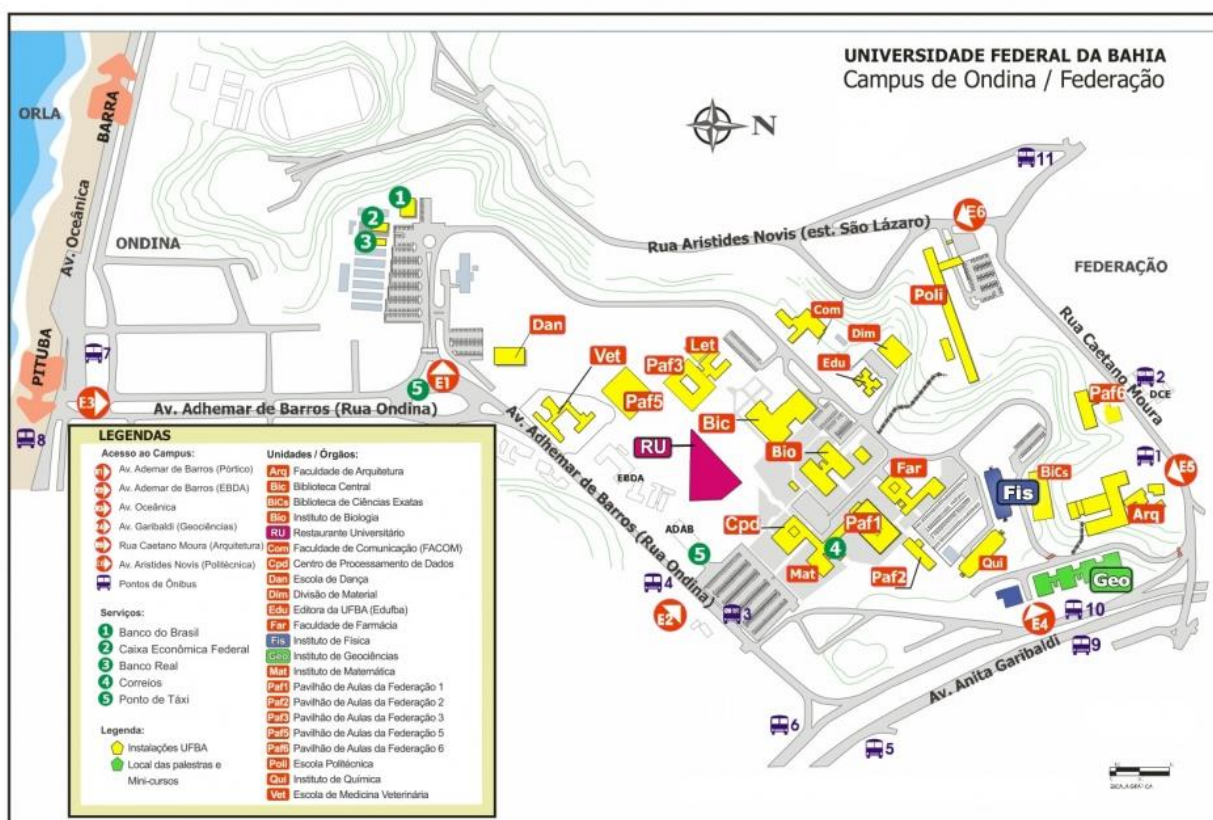 UNIVERSIDADE FEDERAL DA BAHIA
Campus de Ondina / Federação
N
ORLA
BARRA
Av. Oceânica
ONDINA
PITUBA
1
2
3
11
E6
Rua Aristides Novis (est. São Lázaro)
FEDERAÇÃO
Poli
Com
Dim
Edu
Let
Paf3
Dan
Vet
Paf5
7
E3
8
5
E1
Av. Adhemar de Barros (Rua Ondina)
Av. Adhemar de Barros (Rua Ondina)
Rua Caetano Moura
2
DCE
Paf6
1
E5
Bic
RU
Bio
Far
Fis
BiCs
Arq
EBDA
ADAB
5
Cpd
Paf1
4
Mat
Paf2
Qui
Geo
4
E2
3
E4
10
9
Av. Anita Garibaldi
6
5
ESCALA GRÁFICA
LEGENDAS
Acesso ao Campus:
Av. Ademar de Barros (Pórtico)
Av. Ademar de Barros (EBDA)
Av. Oceânica
Av. Garibaldi (Geociências)
Rua Caetano Moura (Arquitetura)
Av. Aristides Novis (Politécnica)
Pontos de Ônibus
Serviços:
1 Banco do Brasil
2 Caixa Econômica Federal
3 Banco Real
4 Correios
5 Ponto de Táxi
Legenda:
Instalações UFBA
Local das palestras e
Mini-cursos
Unidades / Órgãos:
Arq Faculdade de Arquitetura
Bic Biblioteca Central
BiCs Biblioteca de Ciências Exatas
Bio Instituto de Biologia
RU Restaurante Universitário
Com Faculdade de Comunicação (FACOM)
Cpd Centro de Processamento de Dados
Dan Escola de Dança
Dim Divisão de Material
Edu Editora da UFBA (Edufba)
Far Faculdade de Farmácia
Fis Instituto de Física
Geo Instituto de Geociências
Mat Instituto de Matemática
Paf1 Pavilhão de Aulas da Federação 1
Paf2 Pavilhão de Aulas da Federação 2
Paf3 Pavilhão de Aulas da Federação 3
Paf5 Pavilhão de Aulas da Federação 5
Paf6 Pavilhão de Aulas da Federação 6
Poli Escola Politécnica
Qui Instituto de Química
Vet Escola de Medicina Veterinária